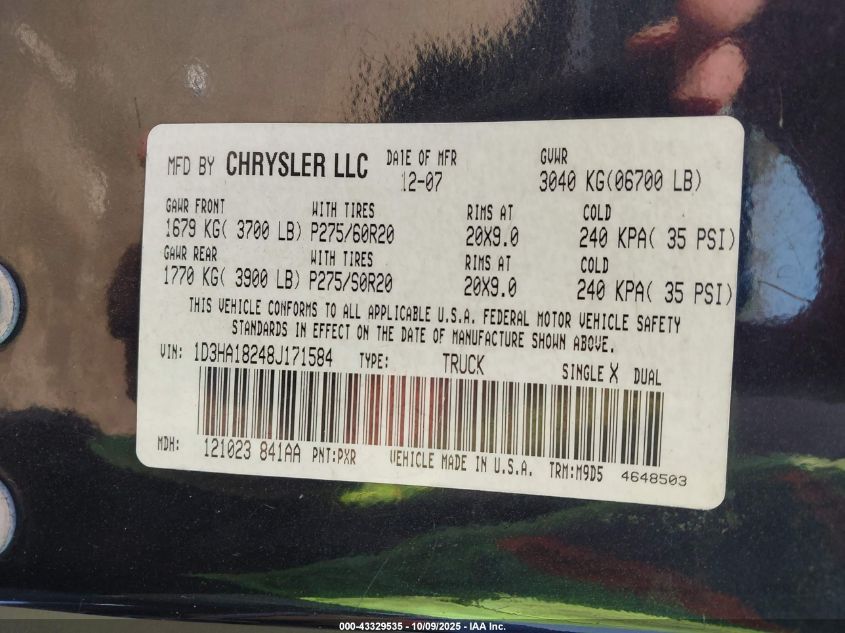 MFD BY CHRYSLER LLC DATE OF MFR GVWR
12-07 3040 KG(06700 LB)
GAWR FRONT WITH TIRES RIMS AT COLD
1679 KG( 3700 LB) P275/60R20 20X9.0 240 KPA( 35 PSI)
GAWR REAR WITH TIRES RIMS AT COLD
1770 KG( 3900 LB) P275/S0R20 20X9.0 240 KPA( 35 PSI)
THIS VEHICLE CONFORMS TO ALL APPLICABLE U.S.A. FEDERAL MOTOR VEHICLE SAFETY
STANDARDS IN EFFECT ON THE DATE OF MANUFACTURE SHOWN ABOVE.
VIN: 1D3HA18248J171584 TYPE: TRUCK SINGLE X DUAL
MDH: 121023 841AA PNT:PXR VEHICLE MADE IN U.S.A. TRM:M9D5 4648503
000-43329535 - 10/09/2025 - IAA Inc.